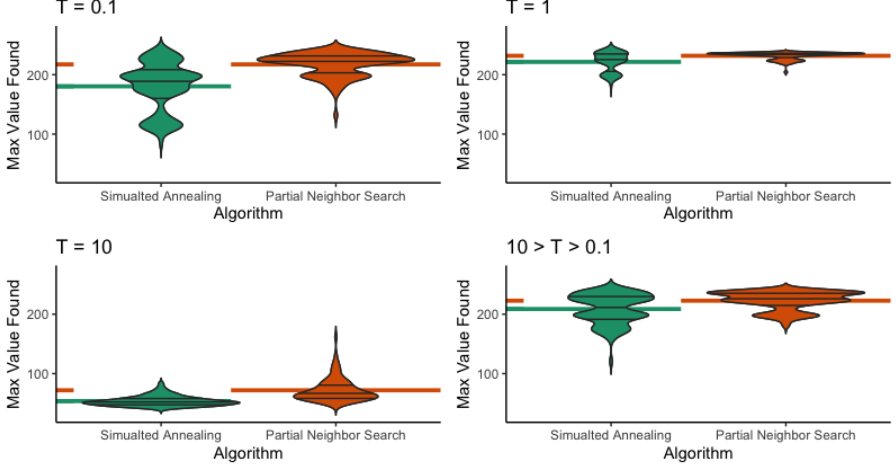 T = 0.1
Max Value Found
200
100
Simualted Annealing
Partial Neighbor Search
Algorithm
T = 1
Max Value Found
200
100
Simualted Annealing
Partial Neighbor Search
Algorithm
T = 10
Max Value Found
200
100
Simualted Annealing
Partial Neighbor Search
Algorithm
10 > T > 0.1
Max Value Found
200
100
Simualted Annealing
Partial Neighbor Search
Algorithm